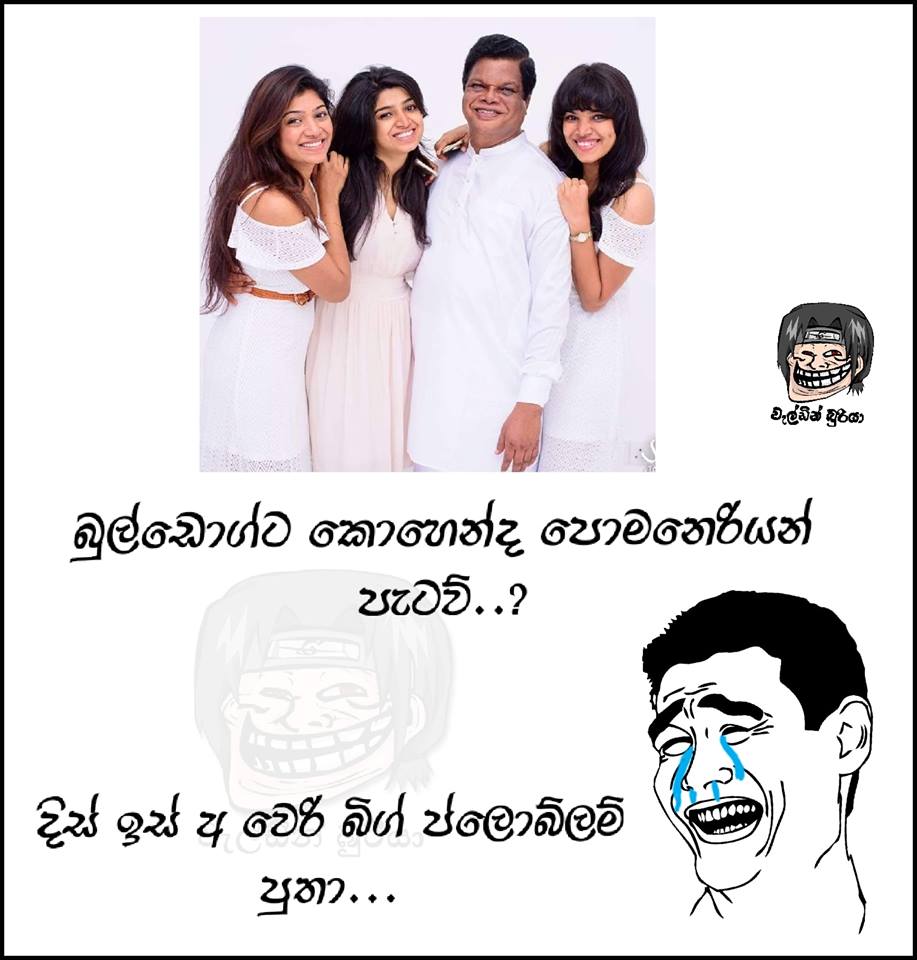 වැල්ඩින් බුරියා
බුල්ඩොග්ට කොහෙන්ද පොමනේරියන්
පැටව්..?
දිස් ඉස් අ වෙරි බිග් ප්ලොබ්ලම්
පුතා...